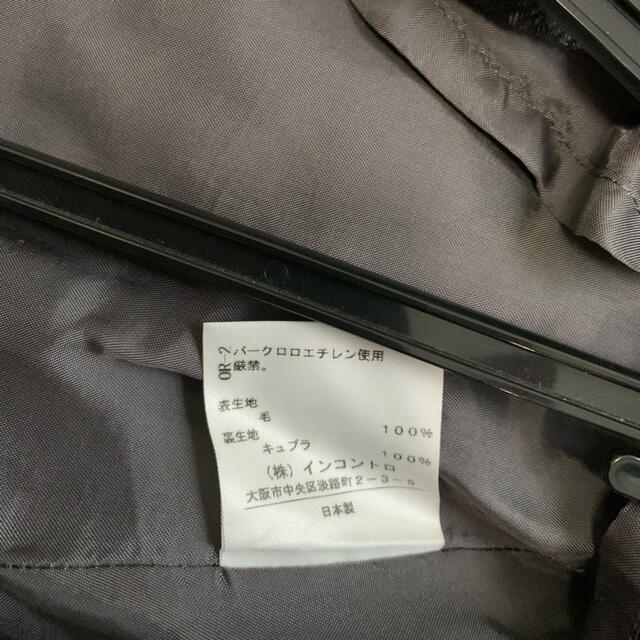 OR-2
パークロロエチレン使用
厳禁。
表生地
毛 100%
裏生地
キュプラ 100%
(株) インコントロ
大阪市中央区淡路町2-3-8
日本製